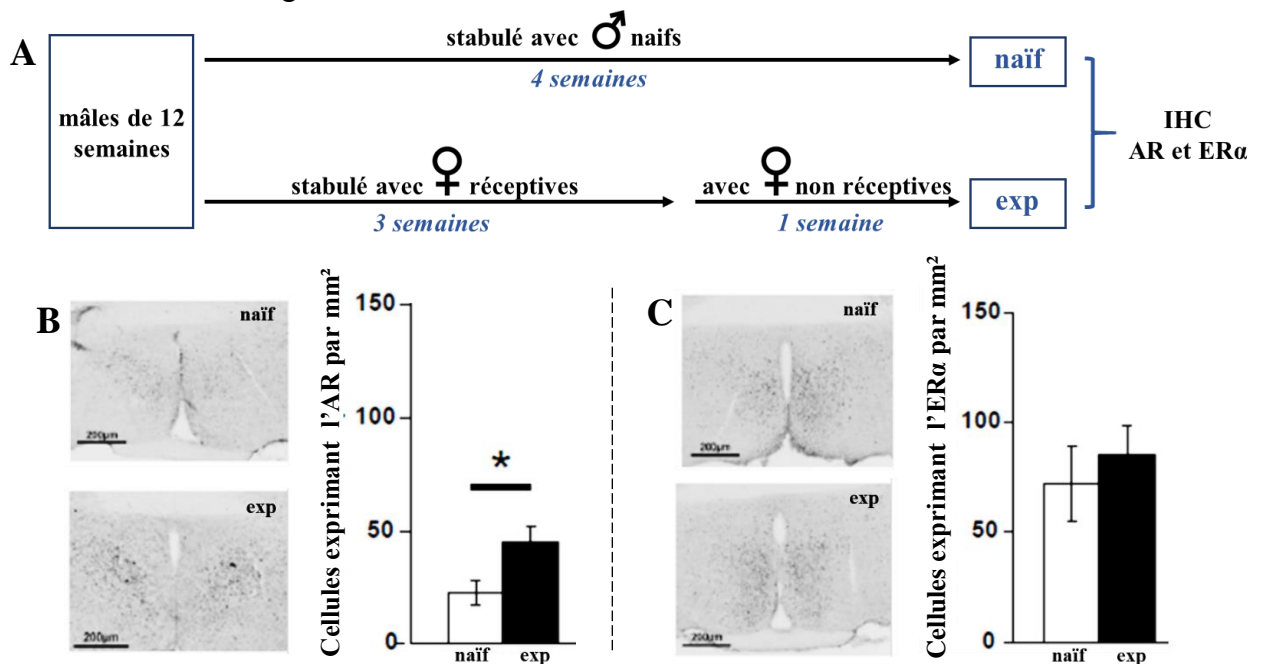 A
stabulé avec ♂ naifs
4 semaines
naïf
mâles de 12
semaines
IHC
AR et ERα
stabulé avec ♀ réceptives
3 semaines
avec ♀ non réceptives
1 semaine
exp
B
naïf
200µm
exp
200µm
Cellules exprimant l'AR par mm²
150
100
50
0
*
naïf exp
C
naïf
200µm
exp
200µm
Cellules exprimant l'ERα par mm²
150
100
50
0
naïf exp